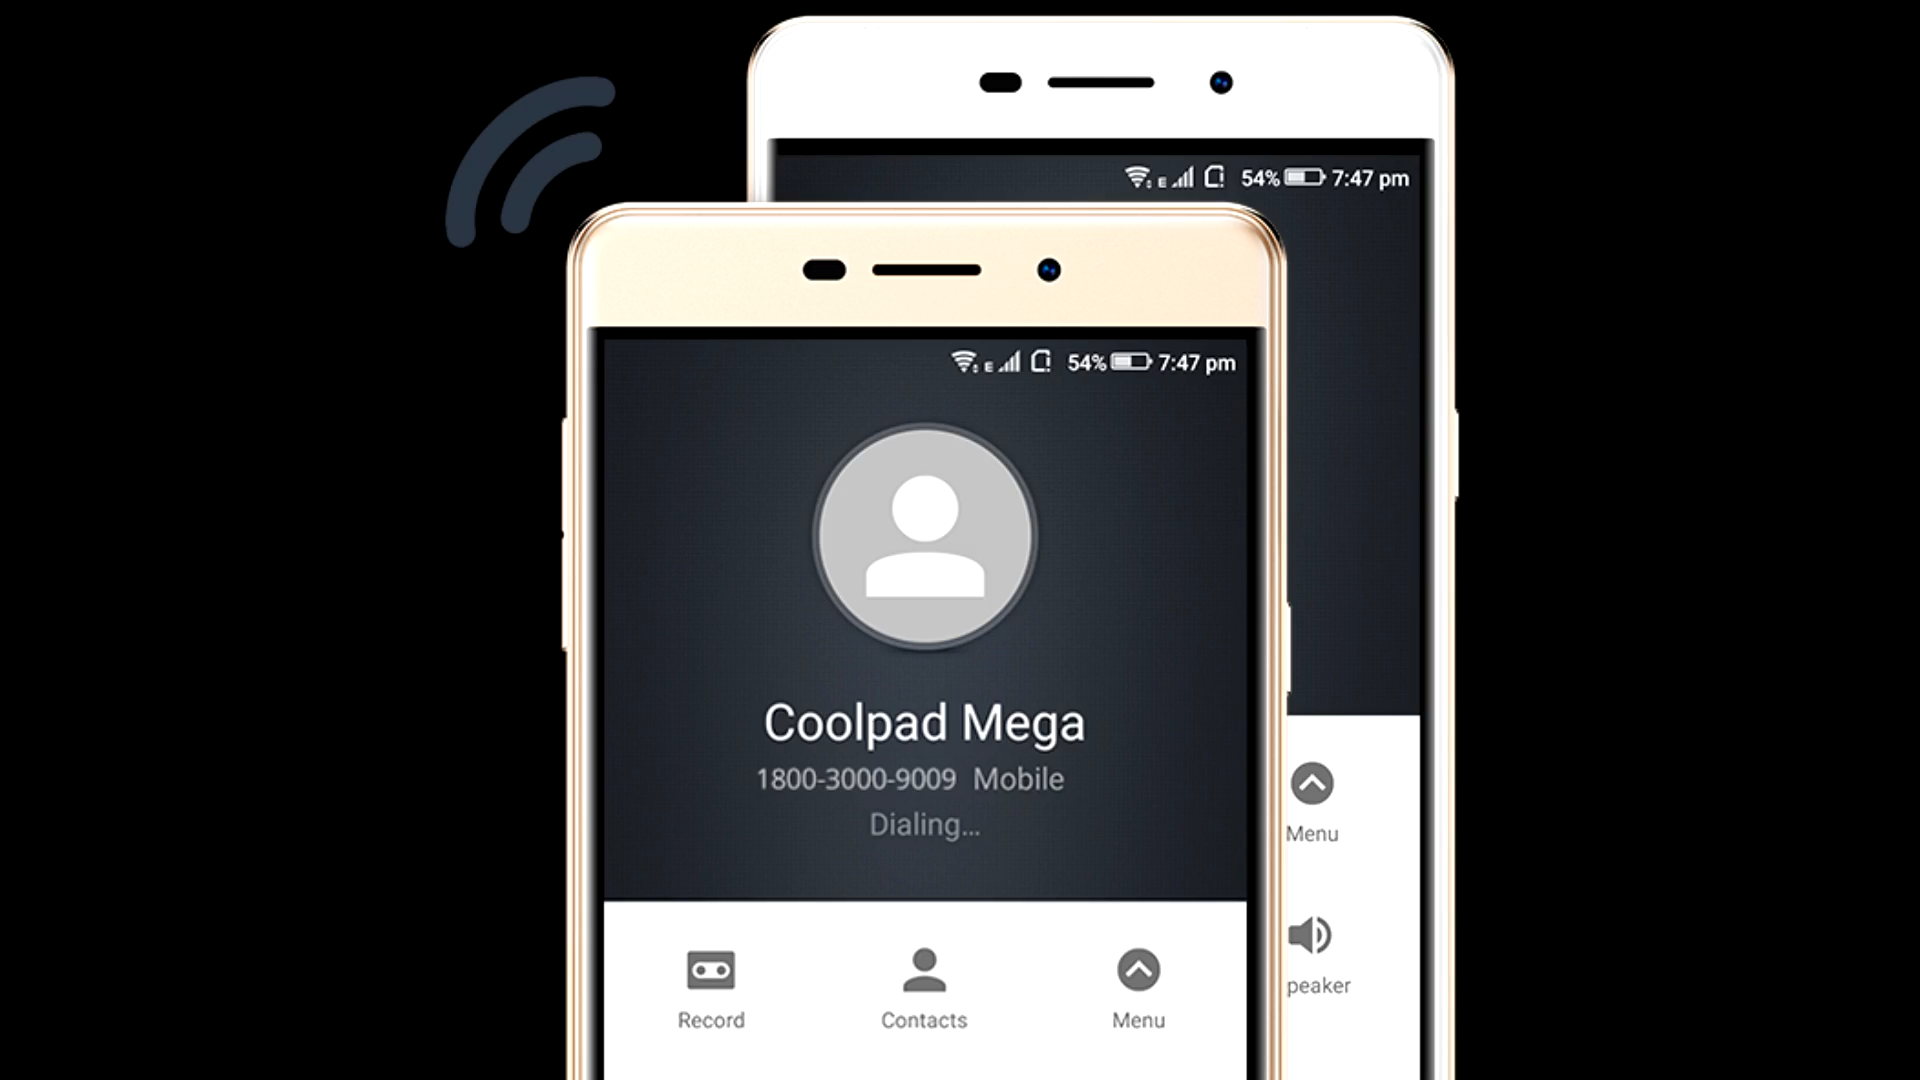 E 54% 7:47 pm
E 54% 7:47 pm
Coolpad Mega
1800-3000-9009 Mobile
Dialing...
Menu
peaker
Record Contacts Menu